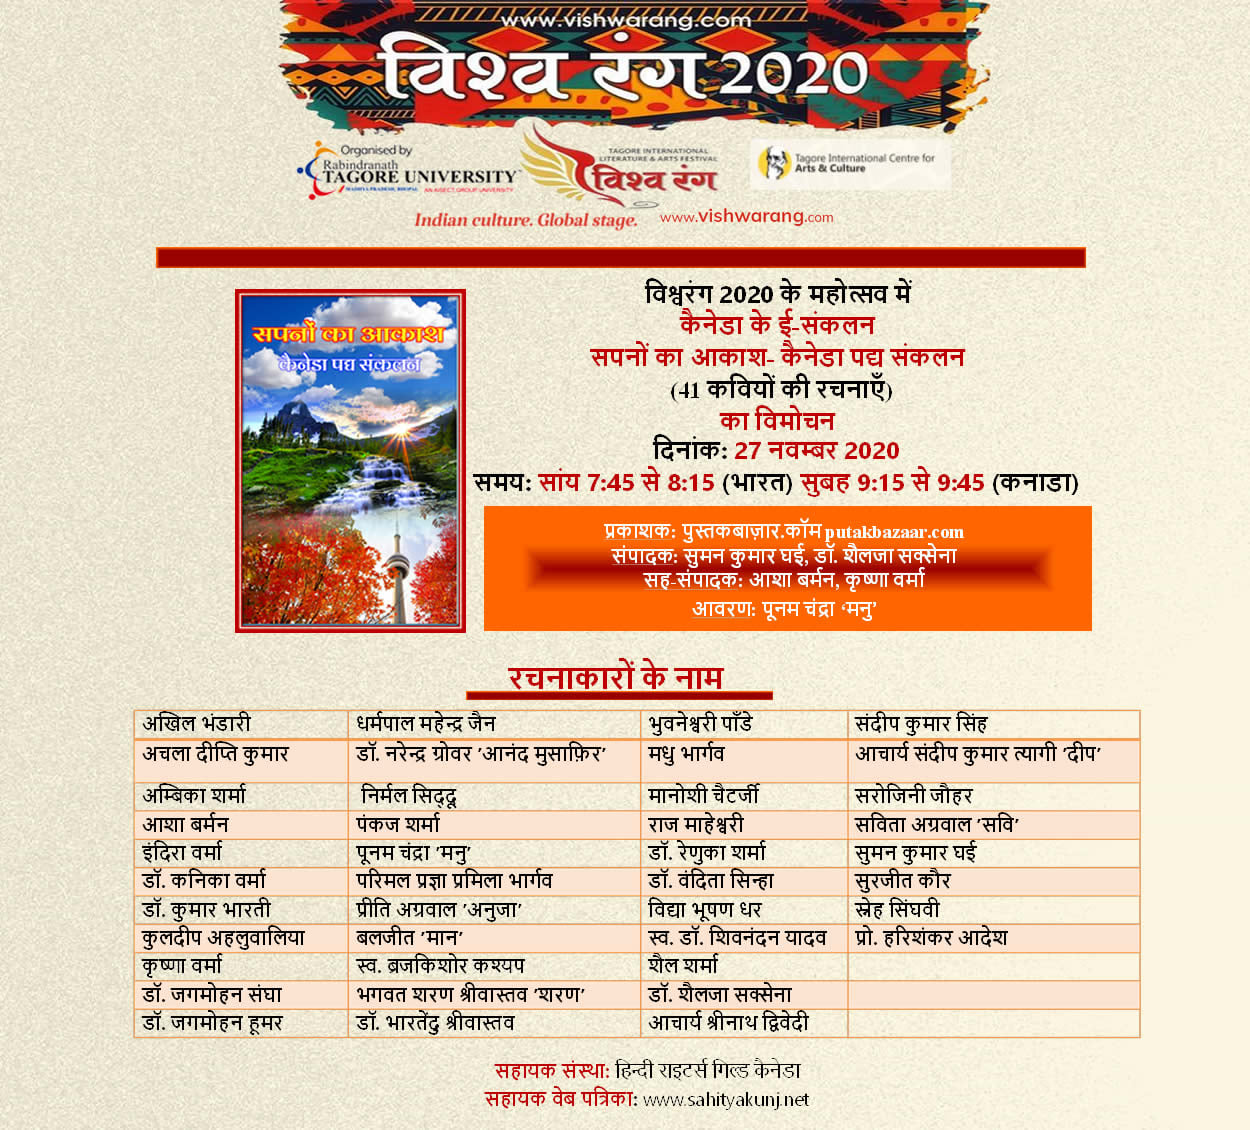 www.vishwarang.com
विश्व रंग 2020
Organised by
Rabindranath
TAGORE UNIVERSITY
MADHYA PRADESH, BHOPAL AN AISECT GROUP UNIVERSITY
TAGORE INTERNATIONAL
LITERATURE & ARTS FESTIVAL
विश्व रंग
Tagore International Centre for
Arts & Culture
Indian culture. Global stage. www.vishwarang.com
सपनों का आकाश
कैनेडा पद्य संकलन
विश्वरंग 2020 के महोत्सव में
कैनेडा के ई-संकलन
सपनों का आकाश- कैनेडा पद्य संकलन
(41 कवियों की रचनाएँ)
का विमोचन
दिनांक: 27 नवम्बर 2020
समय: सांय 7:45 से 8:15 (भारत) सुबह 9:15 से 9:45 (कनाडा)
प्रकाशक: पुस्तकबाज़ार.कॉम putakbazaar.com
संपादक: सुमन कुमार घई, डॉ. शैलजा सक्सेना
सह-संपादक: आशा बर्मन, कृष्णा वर्मा
आवरण: पूनम चंद्रा ‘मनु’
रचनाकारों के नाम
अखिल भंडारी धर्मपाल महेन्द्र जैन भुवनेश्वरी पाँडे संदीप कुमार सिंह
अचला दीप्ति कुमार डॉ. नरेन्द्र ग्रोवर ’आनंद मुसाफ़िर’ मधु भार्गव आचार्य संदीप कुमार त्यागी ’दीप’
अम्बिका शर्मा निर्मल सिद्दू मानोशी चैटर्जी सरोजिनी जौहर
आशा बर्मन पंकज शर्मा राज माहेश्वरी सविता अग्रवाल ’सवि’
इंदिरा वर्मा पूनम चंद्रा ’मनु’ डॉ. रेणुका शर्मा सुमन कुमार घई
डॉ. कनिका वर्मा परिमल प्रज्ञा प्रमिला भार्गव डॉ. वंदिता सिन्हा सुरजीत कौर
डॉ. कुमार भारती प्रीति अग्रवाल ’अनुजा’ विद्या भूषण धर स्नेह सिंघवी
कुलदीप अहलुवालिया बलजीत ’मान’ स्व. डॉ. शिवनंदन यादव प्रो. हरिशंकर आदेश
कृष्णा वर्मा स्व. ब्रजकिशोर कश्यप शैल शर्मा
डॉ. जगमोहन संघा भगवत शरण श्रीवास्तव ’शरण’ डॉ. शैलजा सक्सेना
डॉ. जगमोहन हूमर डॉ. भारतेंदु श्रीवास्तव आचार्य श्रीनाथ द्विवेदी
सहायक संस्था: हिन्दी राइटर्स गिल्ड कैनेडा
सहायक वेब पत्रिका: www.sahityakunj.net